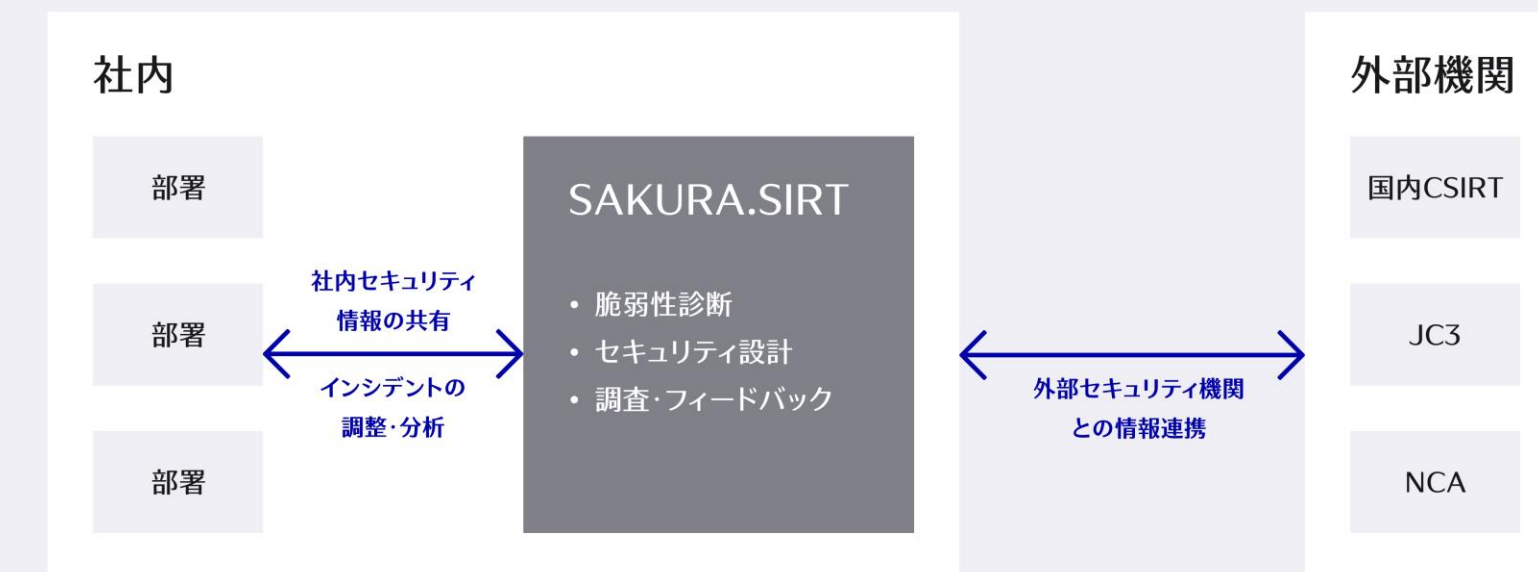 社内
部署
部署
部署
社内セキュリティ
情報の共有
インシデントの
調整·分析
SAKURA.SIRT
• 脆弱性診断
• セキュリティ設計
• 調査·フィードバック
外部セキュリティ機関
との情報連携
外部機関
国内CSIRT
JC3
NCA